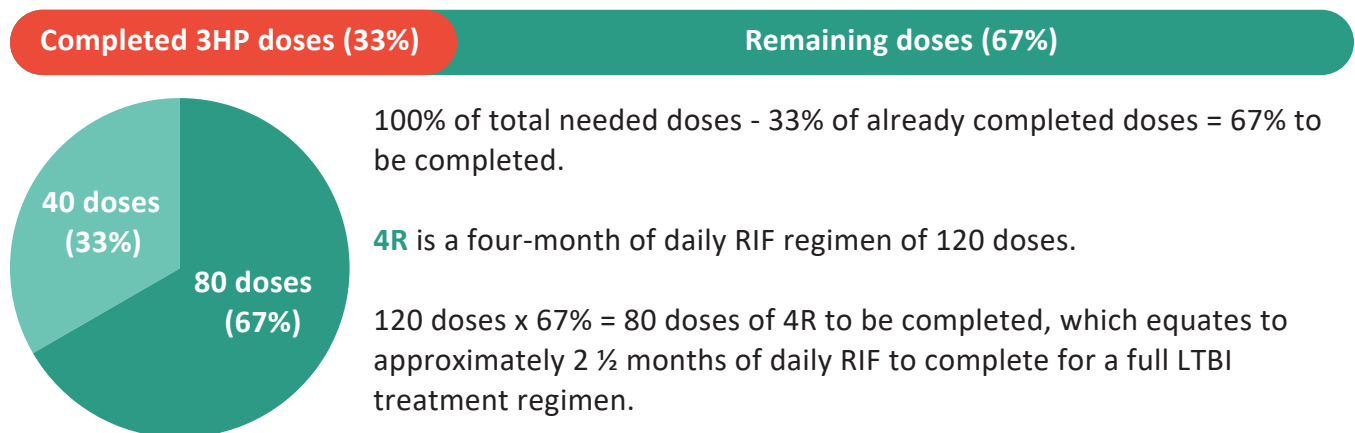 Completed 3HP doses (33%)
Remaining doses (67%)
40 doses
(33%)
80 doses
(67%)
100% of total needed doses - 33% of already completed doses = 67% to
be completed.
4R is a four-month of daily RIF regimen of 120 doses.
120 doses x 67% = 80 doses of 4R to be completed, which equates to
approximately 2 ½ months of daily RIF to complete for a full LTBI
treatment regimen.